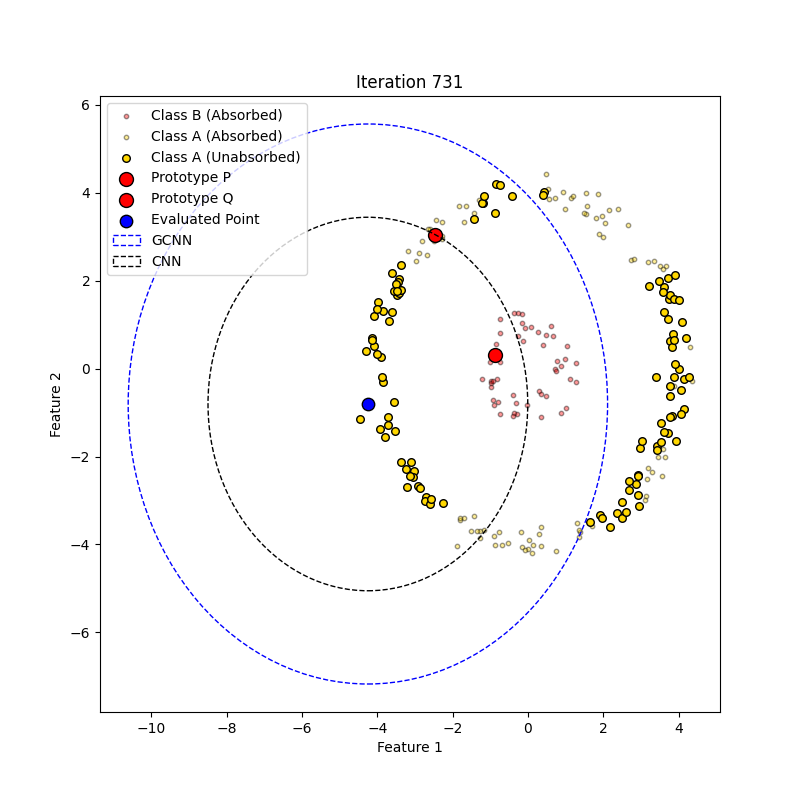 Iteration 731
Class B (Absorbed)
Class A (Absorbed)
Class A (Unabsorbed)
Prototype P
Prototype Q
Evaluated Point
GCNN
CNN
6
4
2
0
−2
−4
−6
Feature 2
−10
−8
−6
−4
−2
0
2
4
Feature 1